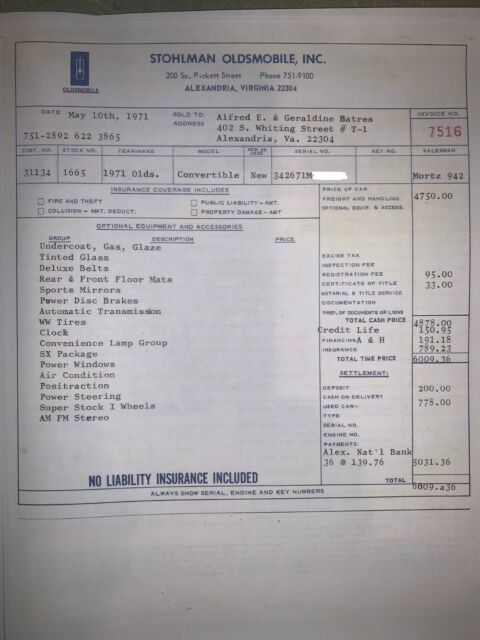 STOHLMAN OLDSMOBILE, INC.
200 So. Pickett Street Phone 751-9100
ALEXANDRIA, VIRGINIA 22304
OLDSMOBILE
DATE May 10th, 1971 SOLD TO: Alfred E. & Geraldine Batres INVOICE NO.
ADDRESS 402 S. Whiting Street # T-1 7516
751-2892 622 3865 Alexandria, Va. 22304
CUST. NO. STOCK NO. YEAR-MAKE MODEL NEW OR USED SERIAL NO. KEY NO. SALESMAN
31134 1665 1971 Olds. Convertible New 342671M Mortz 942
INSURANCE COVERAGE INCLUDES
FIRE AND THEFT PUBLIC LIABILITY - AMT.
COLLISION - AMT. DEDUCT. PROPERTY DAMAGE - AMT
PRICE OF CAR 4750.00
FREIGHT AND HANDLING
OPTIONAL EQUIP. & ACCESS.
OPTIONAL EQUIPMENT AND ACCESSORIES
GROUP DESCRIPTION PRICE
Undercoat, Gas, Glaze
Tinted Glass
Deluxe Belts
Rear & Front Floor Mats
Sports Mirrors
Power Disc Brakes
Automatic Transmission
WW Tires
Clock
Convenience Lamp Group
SX Package
Power Windows
Air Condition
Positraction
Power Steering
Super Stock I Wheels
AM FM Stereo
EXCISE TAX
INSPECTION FEE
REGISTRATION FEE 95.00
CERTIFICATE OF TITLE 33.00
NOTARIAL & TITLE SERVICE
DOCUMENTATION
PREP. OF DOCUMENTS OR LIENS
TOTAL CASH PRICE 4878.00
Credit Life 150.95
FINANCING A & H 191.18
INSURANCE 789.23
TOTAL TIME PRICE 6009.36
SETTLEMENT:
DEPOSIT 200.00
CASH ON DELIVERY 778.00
USED CAR:-
TYPE
SERIAL NO.
ENGINE NO.
PAYMENTS:
Alex. Nat'l Bank
36 @ 139.76 5031.36
TOTAL 6009.36
NO LIABILITY INSURANCE INCLUDED
ALWAYS SHOW SERIAL, ENGINE AND KEY NUMBERS